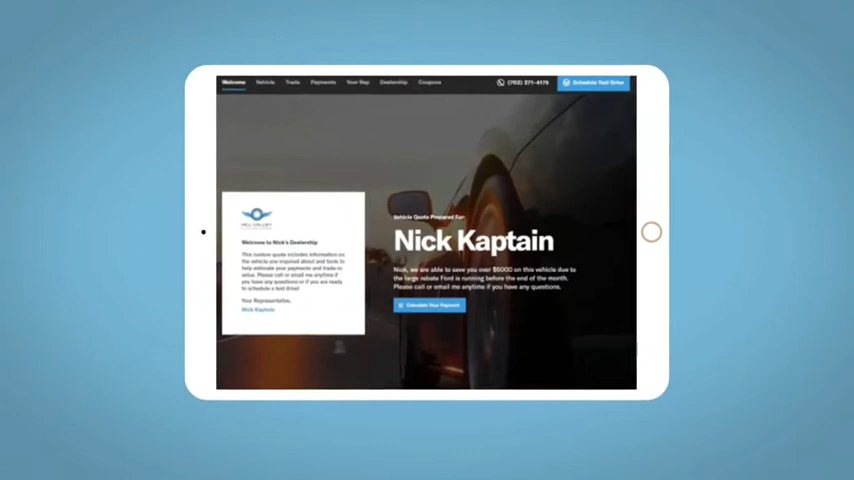 Welcome Vehicle Trade Payments Your Rep Dealership Coupons (702) 271-4175 Schedule Test Drive
Welcome to Nick's Dealership
This custom quote includes information on
the vehicle you inquired about and tools to
help estimate your payments and trade-in
value. Please call or email me anytime if
you have any questions or if you are ready
to schedule a test drive!
Your Representative,
Nick Kaptain
Vehicle Quote Prepared For:
Nick Kaptain
Nick, we are able to save you over $6000 on this vehicle due to
the large rebate Ford is running before the end of the month.
Please call or email me anytime if you have any questions.
Calculate Your Payment